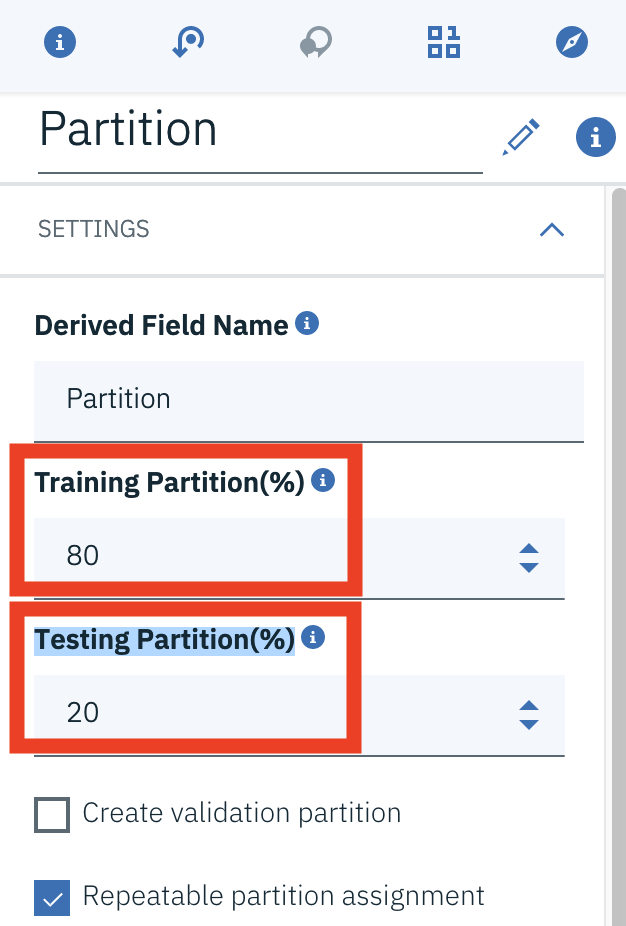 Partition
SETTINGS
Derived Field Name
Partition
Training Partition(%)
80
Testing Partition(%)
20
Create validation partition
Repeatable partition assignment